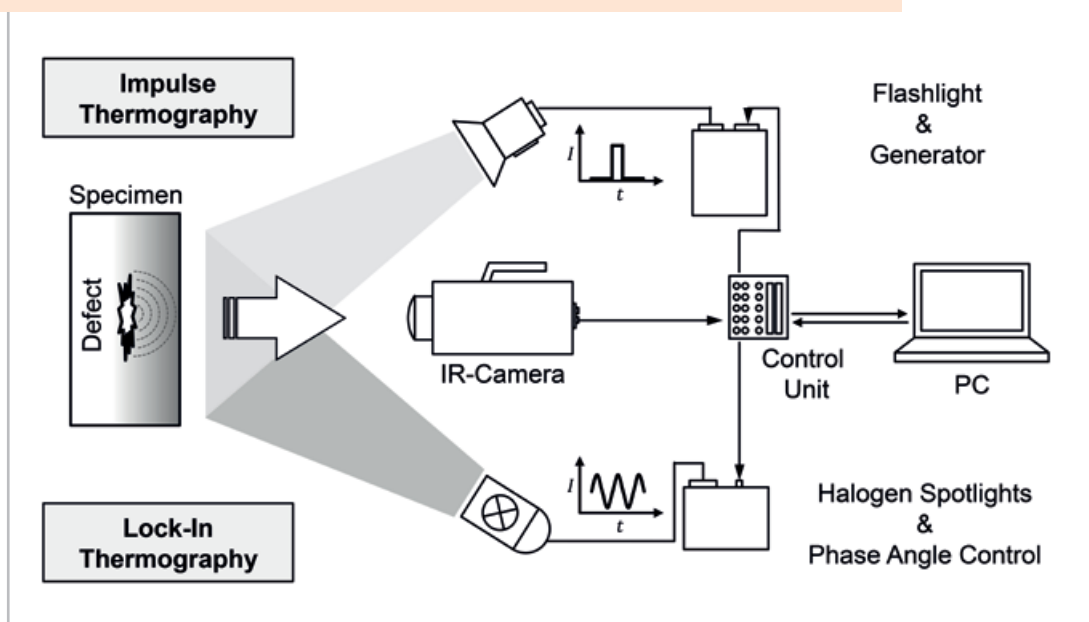 Impulse
Thermography
Flashlight
&
Generator
I
t
Specimen
Defect
IR-Camera
Control
Unit
PC
I
t
Lock-In
Thermography
Halogen Spotlights
&
Phase Angle Control